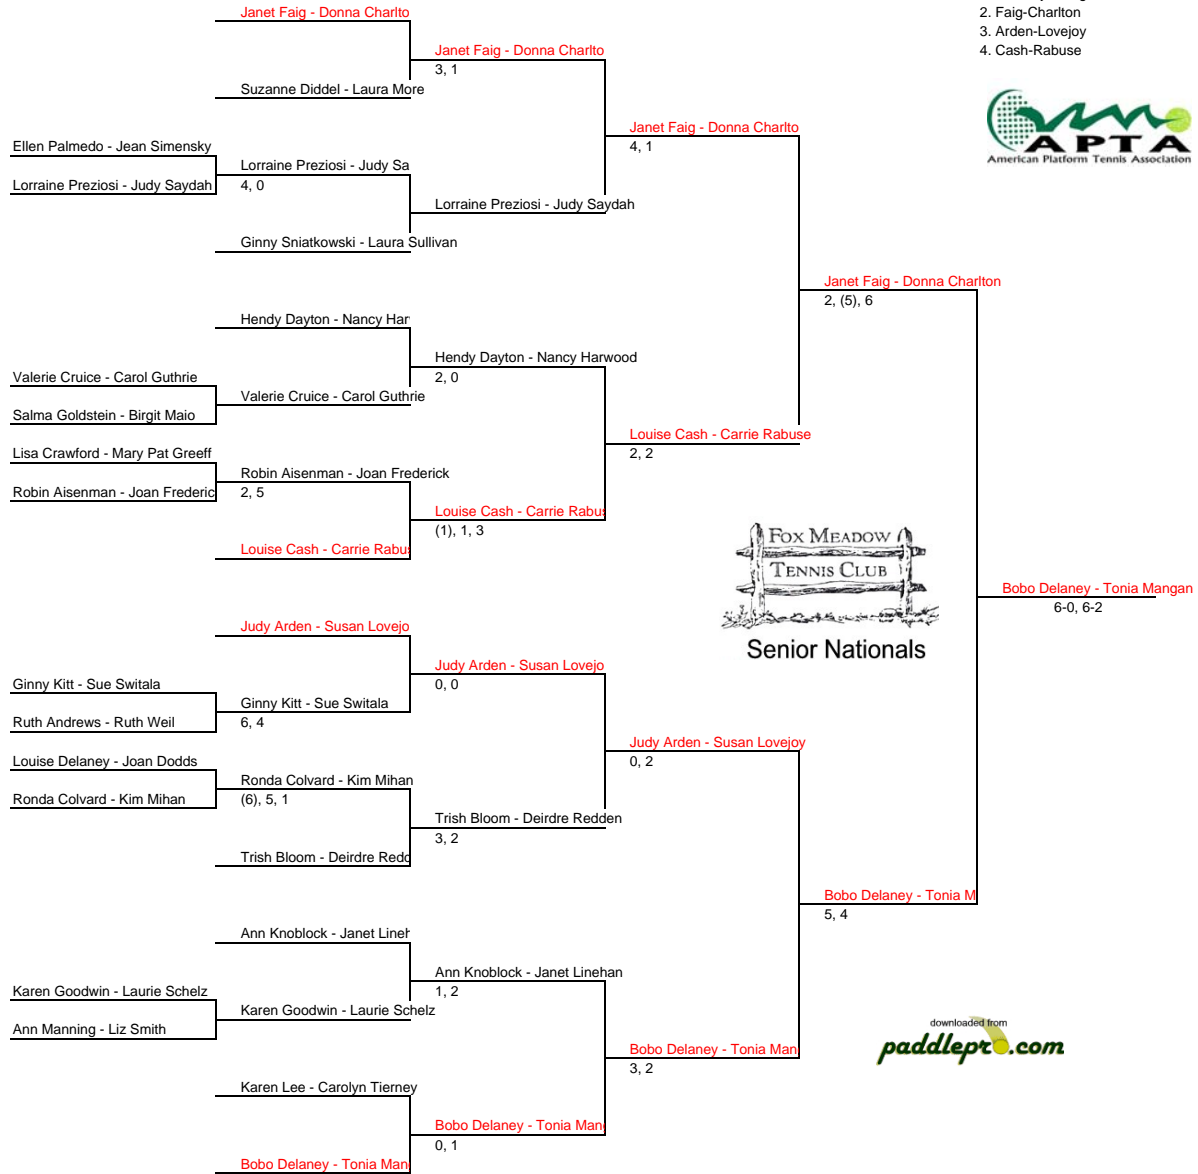 Janet Faig - Donna Charlto
2. Faig-Charlton
3. Arden-Lovejoy
4. Cash-Rabuse
Janet Faig - Donna Charlto
3, 1
Suzanne Diddel - Laura More
APTA
American Platform Tennis Association
Janet Faig - Donna Charlto
4, 1
Ellen Palmedo - Jean Simensky
Lorraine Preziosi - Judy Sa
4, 0
Lorraine Preziosi - Judy Saydah
Lorraine Preziosi - Judy Saydah
Ginny Sniatkowski - Laura Sullivan
Janet Faig - Donna Charlton
2, (5), 6
Hendy Dayton - Nancy Har
Hendy Dayton - Nancy Harwood
2, 0
Valerie Cruice - Carol Guthrie
Valerie Cruice - Carol Guthrie
Salma Goldstein - Birgit Maio
Louise Cash - Carrie Rabuse
2, 2
Lisa Crawford - Mary Pat Greeff
Robin Aisenman - Joan Frederick
2, 5
Robin Aisenman - Joan Frederic
Louise Cash - Carrie Rabu
(1), 1, 3
Louise Cash - Carrie Rabu
FOX MEADOW
TENNIS CLUB
Senior Nationals
Bobo Delaney - Tonia Mangan
6-0, 6-2
Judy Arden - Susan Lovejo
Judy Arden - Susan Lovejo
0, 0
Ginny Kitt - Sue Switala
Ginny Kitt - Sue Switala
6, 4
Ruth Andrews - Ruth Weil
Judy Arden - Susan Lovejoy
0, 2
Louise Delaney - Joan Dodds
Ronda Colvard - Kim Mihan
(6), 5, 1
Ronda Colvard - Kim Mihan
Trish Bloom - Deirdre Redden
3, 2
Trish Bloom - Deirdre Redd
Bobo Delaney - Tonia M
5, 4
Ann Knoblock - Janet Lineh
Ann Knoblock - Janet Linehan
1, 2
Karen Goodwin - Laurie Schelz
Karen Goodwin - Laurie Schelz
Ann Manning - Liz Smith
downloaded from
paddlepro.com
Bobo Delaney - Tonia Man
3, 2
Karen Lee - Carolyn Tierney
Bobo Delaney - Tonia Man
0, 1
Bobo Delaney - Tonia Man